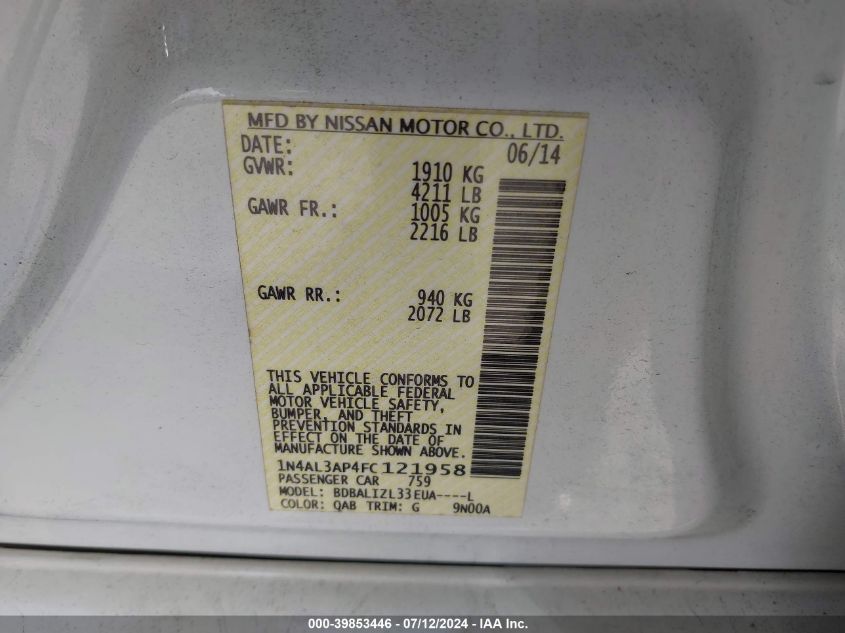 MFD BY NISSAN MOTOR CO., LTD.
DATE: 06/14
GVWR: 1910 KG
4211 LB
GAWR FR.: 1005 KG
2216 LB
GAWR RR.: 940 KG
2072 LB
THIS VEHICLE CONFORMS TO
ALL APPLICABLE FEDERAL
MOTOR VEHICLE SAFETY,
BUMPER, AND THEFT
PREVENTION STANDARDS IN
EFFECT ON THE DATE OF
MANUFACTURE SHOWN ABOVE.
1N4AL3AP4FC121958
PASSENGER CAR 759
MODEL: BDBALIZL33EUA----L
COLOR: QAB TRIM: G 9N00A
000-39853446 - 07/12/2024 - IAA Inc.